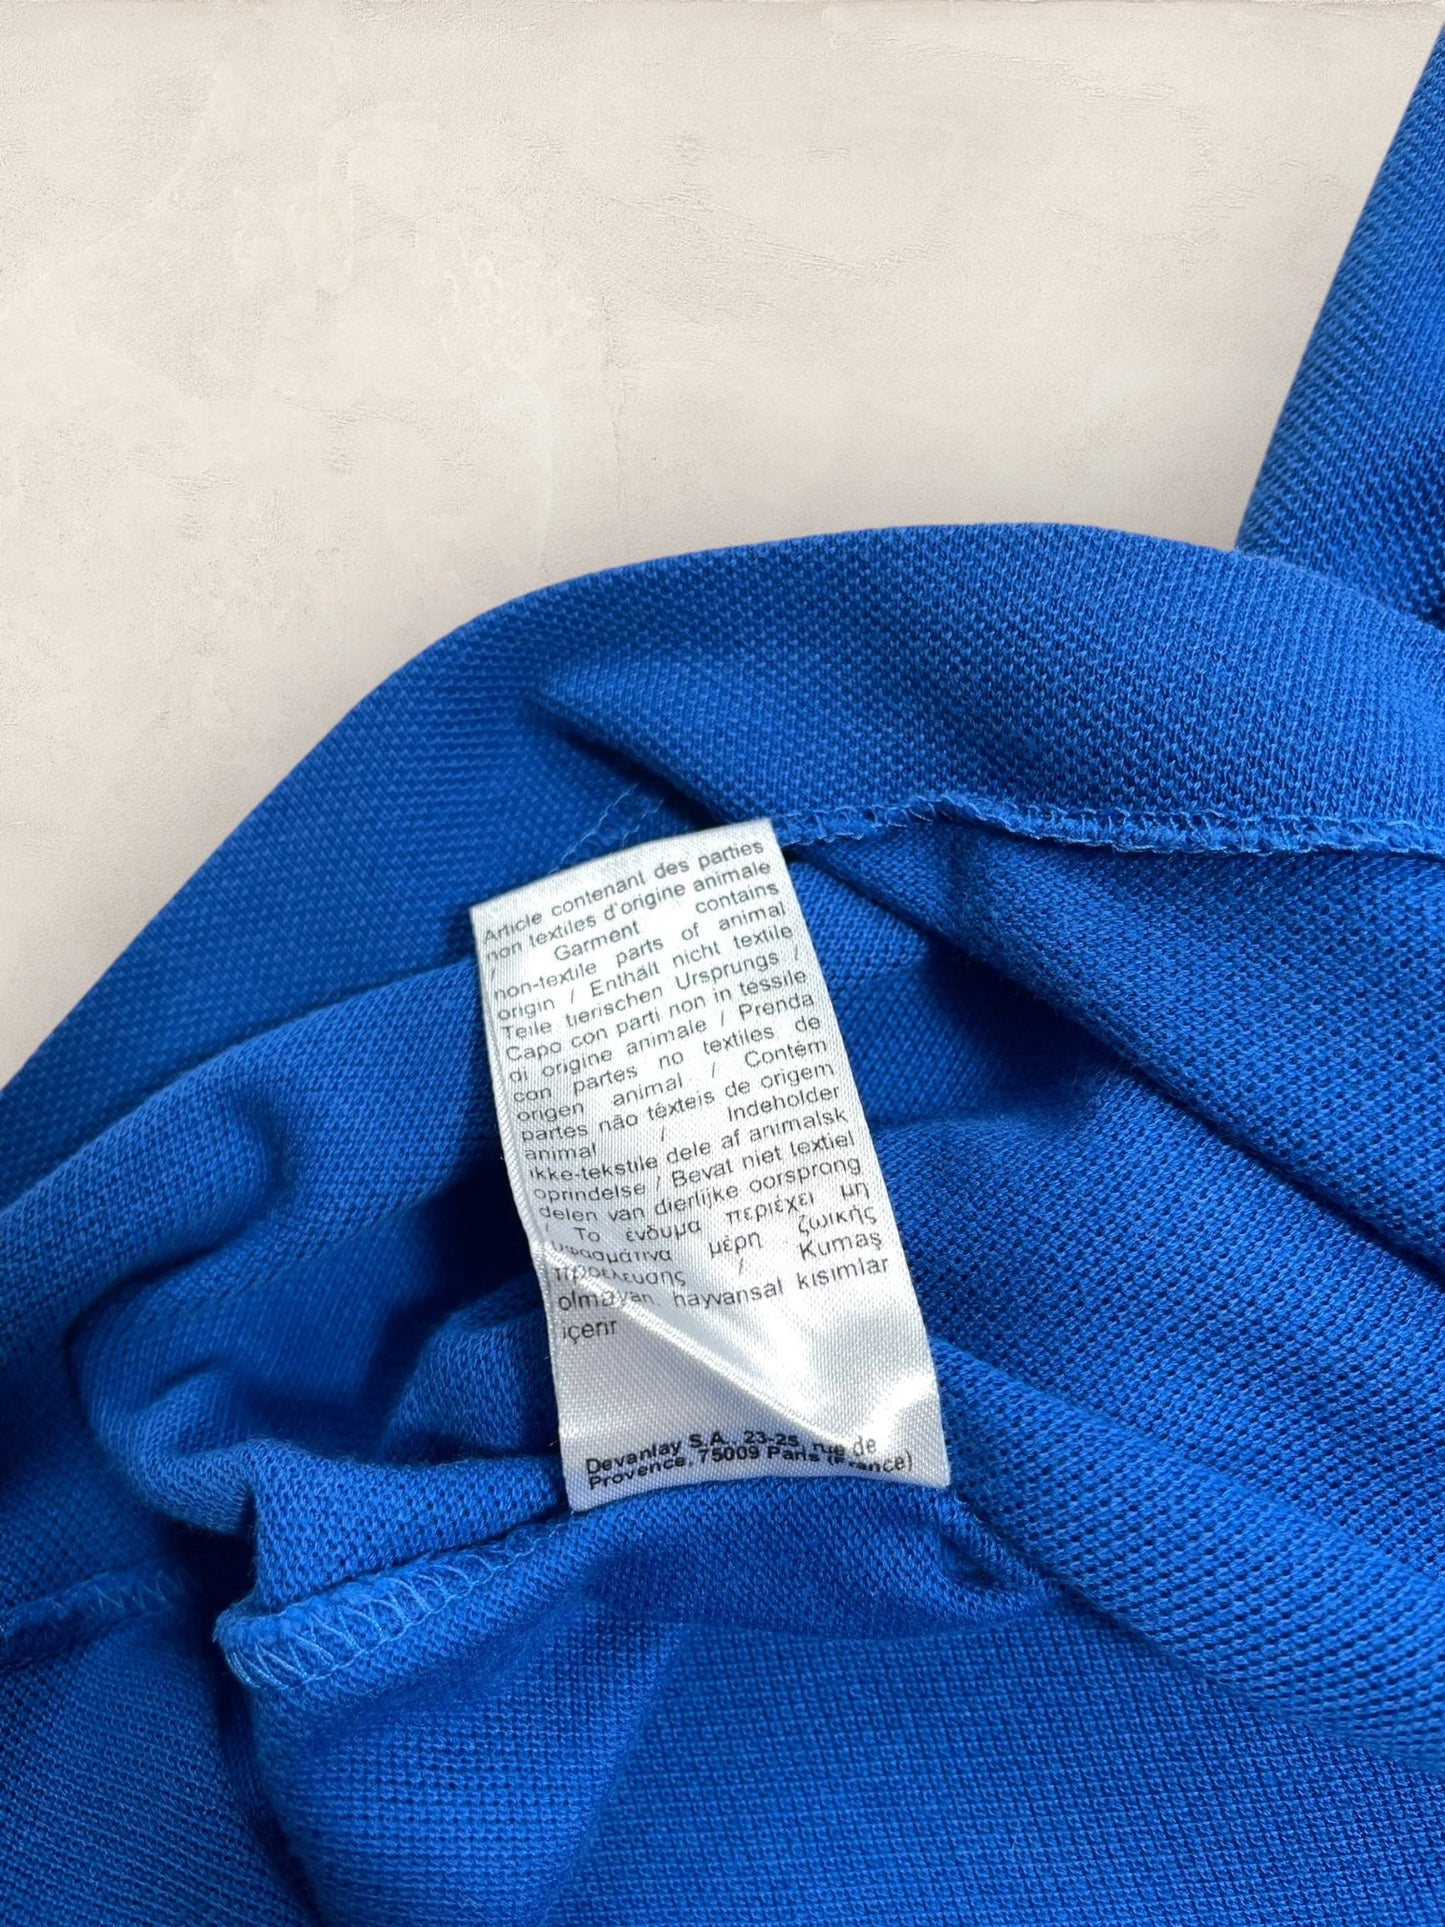 Article contenant des parties
non textiles d'origine animale
/ Garment contains
non-textile parts of animal
origin / Enthält nicht textile
Teile tierischen Ursprungs /
Capo con parti non in tessile
di origine animale / Prenda
con partes no textiles de
origen animal / Contém
partes não têxteis de origem
animal / Indeholder
ikke-tekstile dele af animalsk
oprindelse / Bevat niet textiel
delen van dierlijke oorsprong
/ Το ένδυμα περιέχει μη
υφασμάτινα μέρη ζωικής
προέλευσης / Kumaş
olmayan, hayvansal kısımlar
içerir
Devanlay S.A., 23-25, rue de
Provence, 75009 Paris (France)